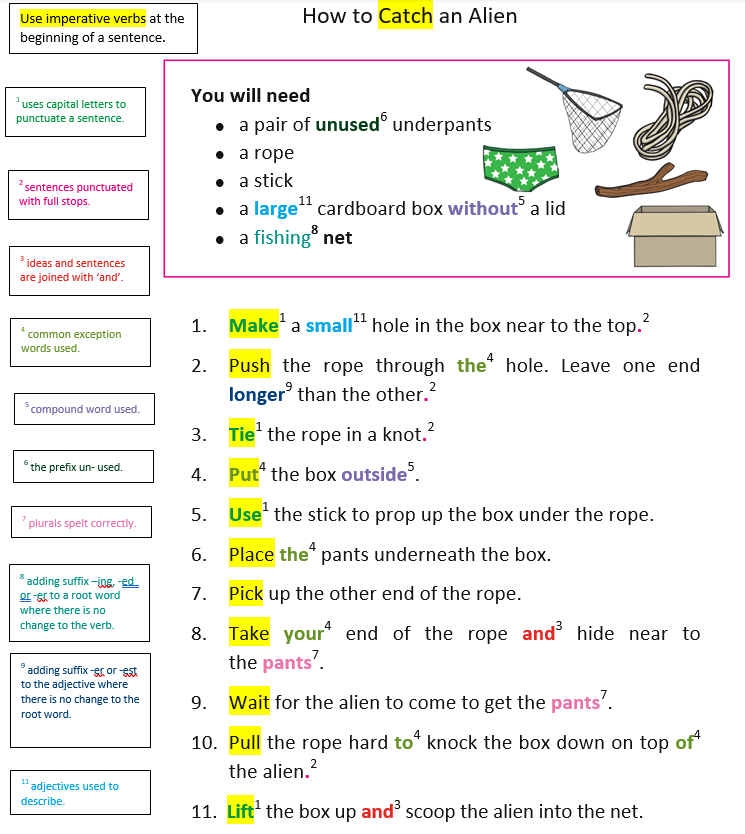 Use imperative verbs at the
beginning of a sentence.
How to Catch an Alien
1 uses capital letters to
punctuate a sentence.
2 sentences punctuated
with full stops.
3 ideas and sentences
are joined with ‘and’.
4 common exception
words used.
5 compound word used.
6 the prefix un- used.
7 plurals spelt correctly.
8 adding suffix –ing, -ed
or -er to a root word
where there is no
change to the verb.
9 adding suffix -er or -est
to the adjective where
there is no change to the
root word.
11 adjectives used to
describe.
You will need
● a pair of unused6 underpants
● a rope
● a stick
● a large11 cardboard box without5 a lid
● a fishing8 net
1. Make1 a small11 hole in the box near to the top.2
2. Push the rope through the4 hole. Leave one end
longer9 than the other.2
3. Tie1 the rope in a knot.2
4. Put4 the box outside5.
5. Use1 the stick to prop up the box under the rope.
6. Place the4 pants underneath the box.
7. Pick up the other end of the rope.
8. Take your4 end of the rope and3 hide near to
the pants7.
9. Wait for the alien to come to get the pants7.
10. Pull the rope hard to4 knock the box down on top of4
the alien.2
11. Lift1 the box up and3 scoop the alien into the net.